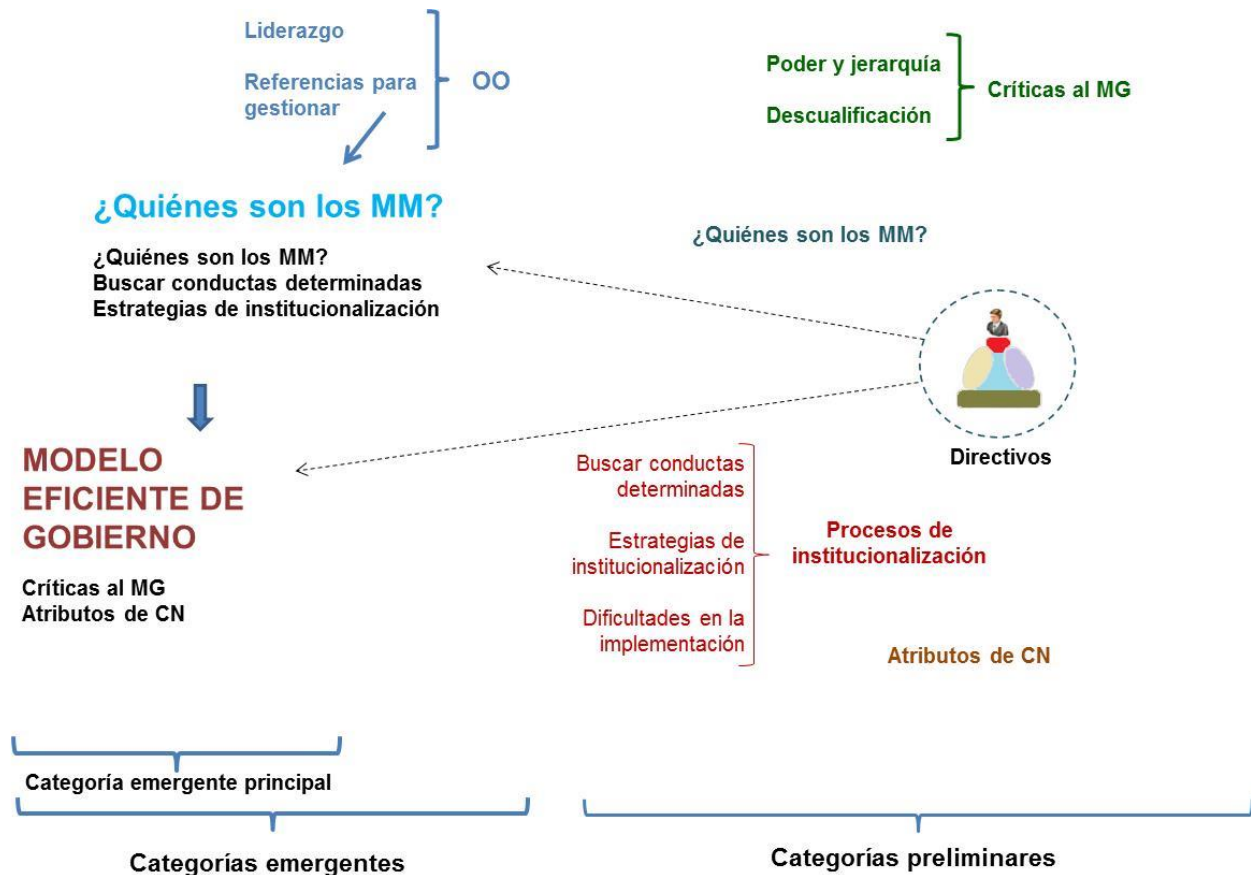 Liderazgo
Referencias para
gestionar
OO
Poder y jerarquía
Descualificación
Críticas al MG
¿Quiénes son los MM?
¿Quiénes son los MM?
Buscar conductas determinadas
Estrategias de institucionalización
¿Quiénes son los MM?
Directivos
MODELO
EFICIENTE DE
GOBIERNO
Críticas al MG
Atributos de CN
Buscar conductas
determinadas
Estrategias de
institucionalización
Dificultades en la
implementación
Procesos de
institucionalización
Atributos de CN
Categoría emergente principal
Categorías emergentes
Categorías preliminares